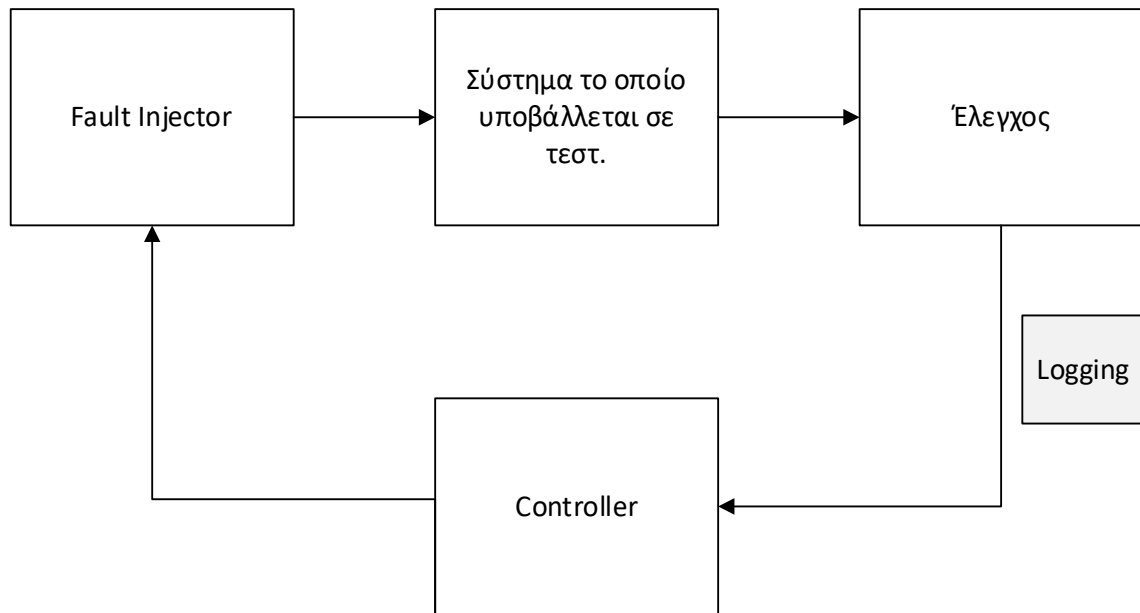 Fault Injector
Σύστημα το οποίο
υποβάλλεται σε
τεστ.
Έλεγχος
Logging
Controller